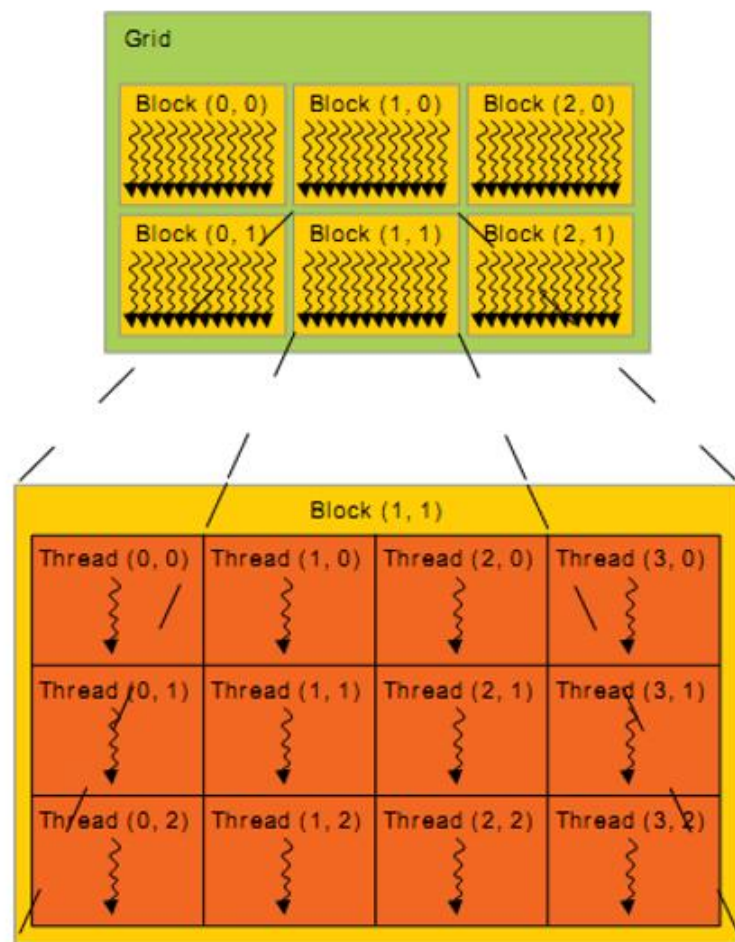 Grid
Block (0, 0) Block (1, 0) Block (2, 0)
Block (0, 1) Block (1, 1) Block (2, 1)
Block (1, 1)
Thread (0, 0) Thread (1, 0) Thread (2, 0) Thread (3, 0)
Thread (0, 1) Thread (1, 1) Thread (2, 1) Thread (3, 1)
Thread (0, 2) Thread (1, 2) Thread (2, 2) Thread (3, 2)